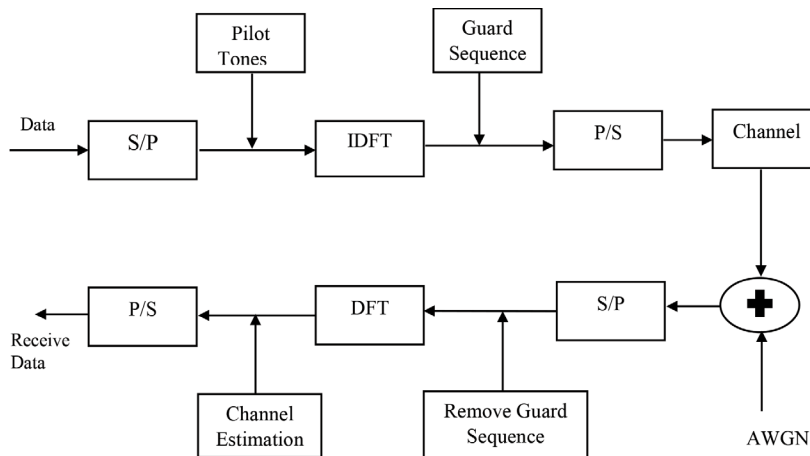 Pilot
Tones
Guard
Sequence
Data
S/P
IDFT
P/S
Channel
P/S
DFT
S/P
Receive
Data
Channel
Estimation
Remove Guard
Sequence
AWGN